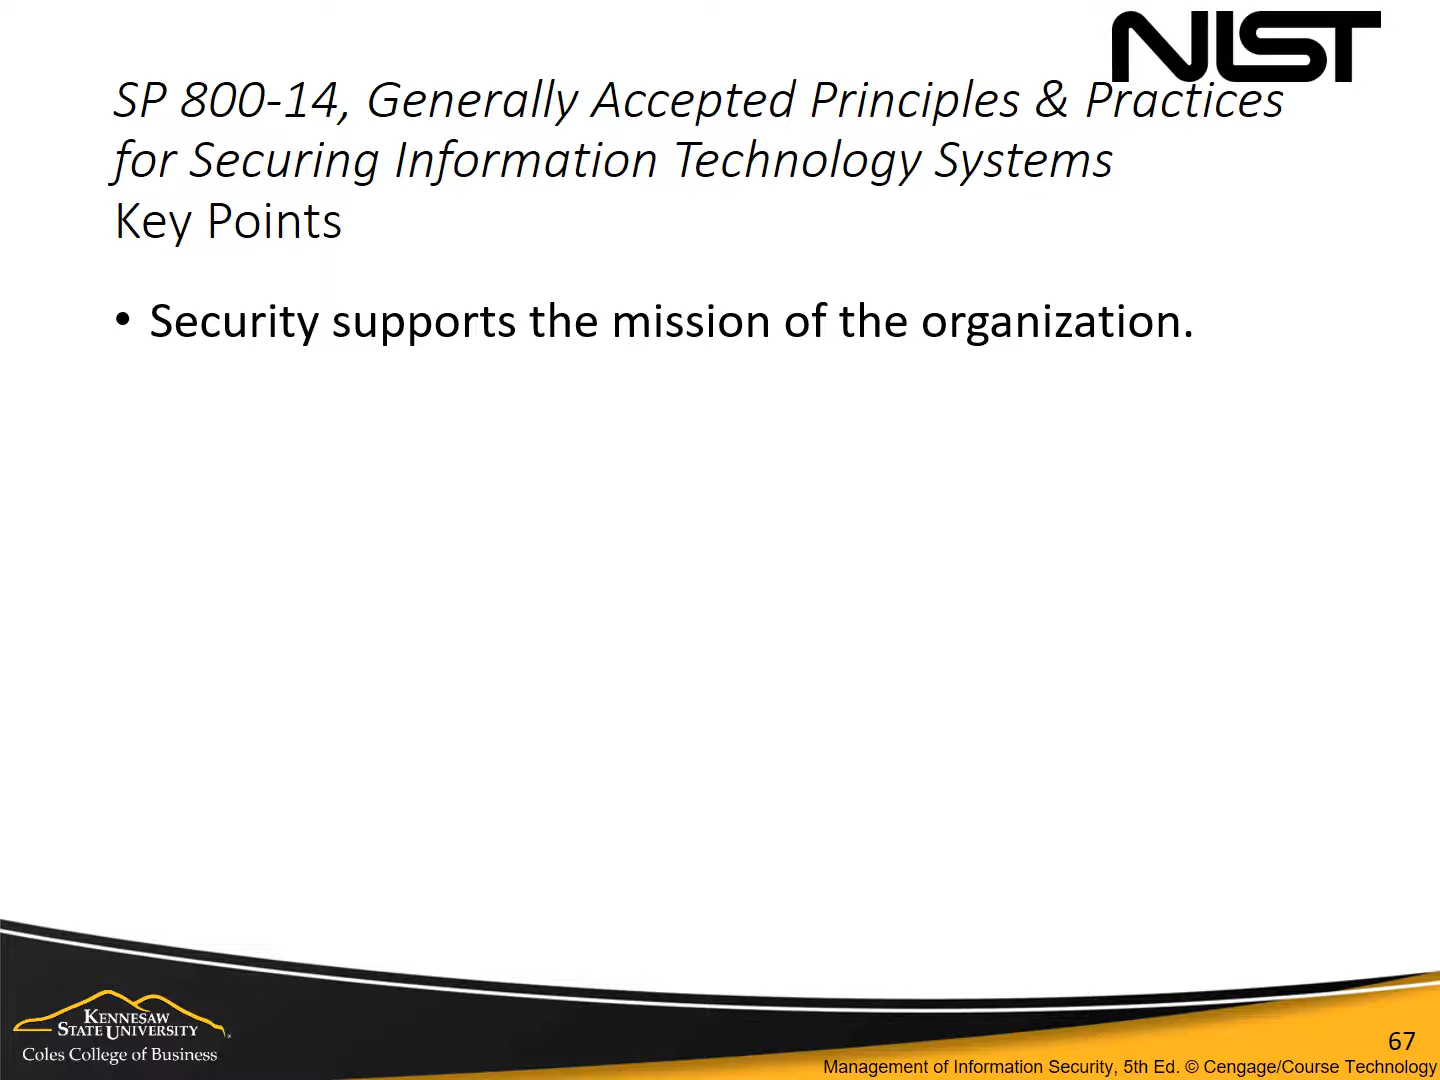 NIST
SP 800-14, Generally Accepted Principles & Practices
for Securing Information Technology Systems
Key Points
• Security supports the mission of the organization.
KENNESAW
STATE UNIVERSITY
Coles College of Business
67
Management of Information Security, 5th Ed. © Cengage/Course Technology